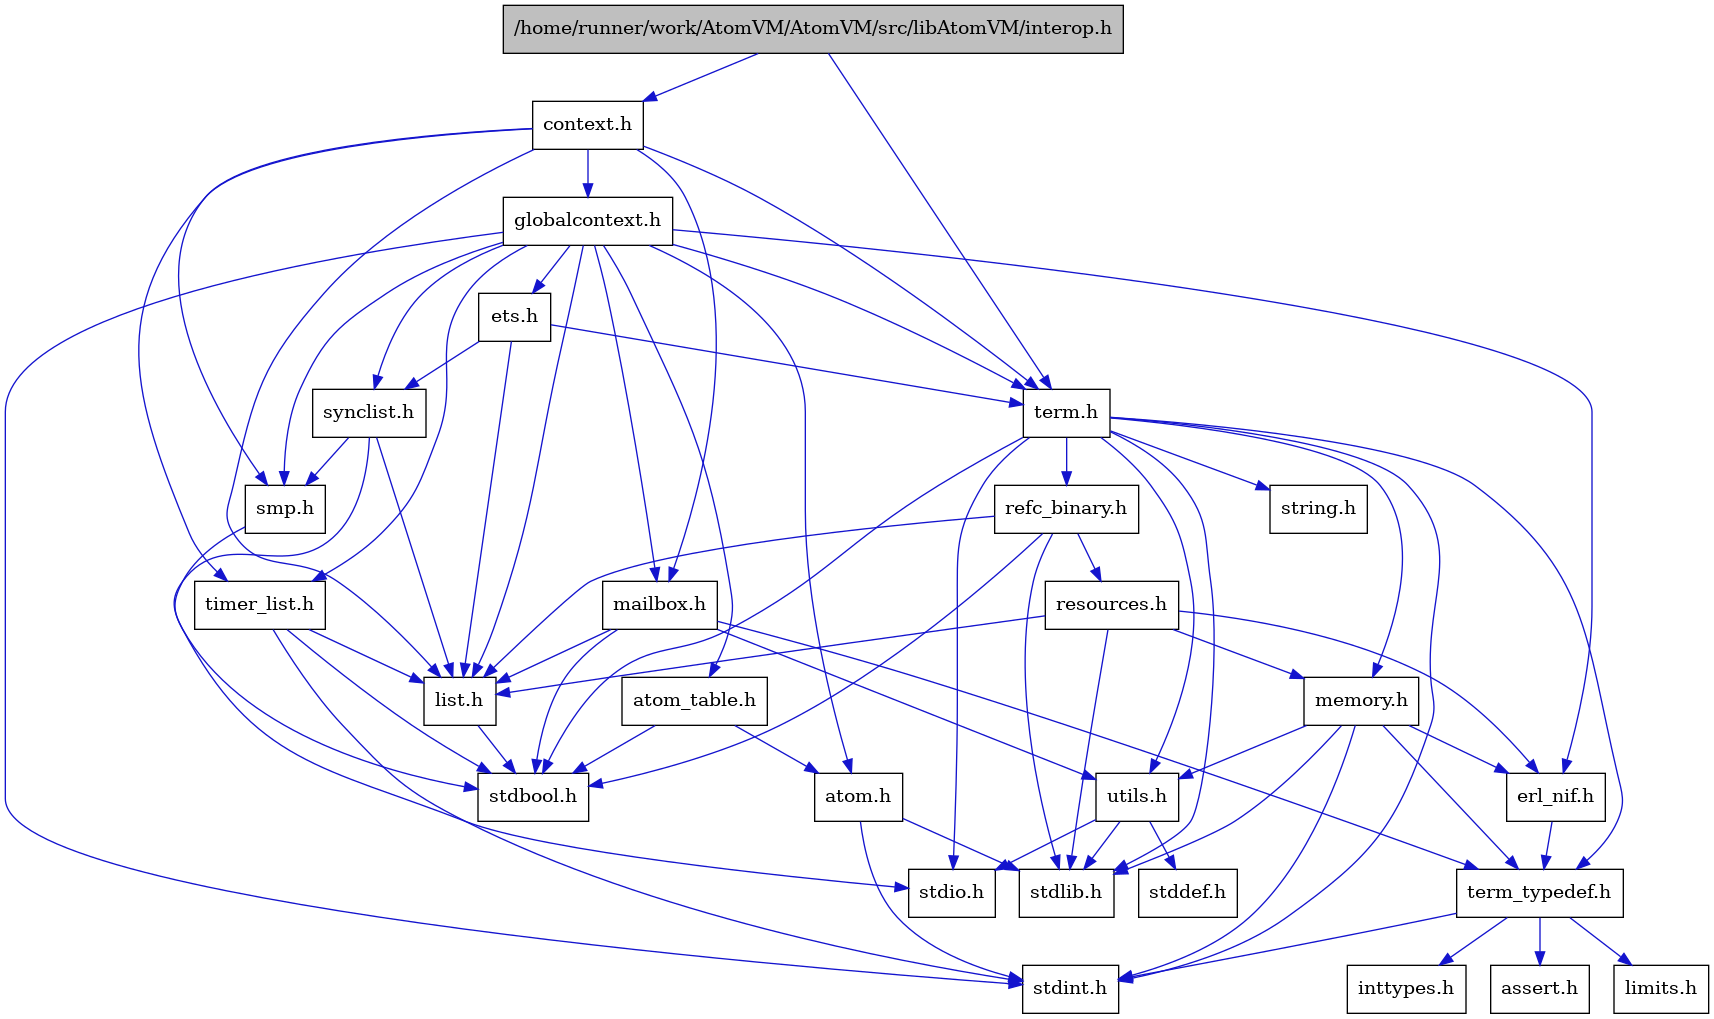 /home/runner/work/AtomVM/AtomVM/src/libAtomVM/interop.h
context.h
globalcontext.h
ets.h
synclist.h
term.h
smp.h
refc_binary.h
string.h
timer_list.h
mailbox.h
resources.h
list.h
atom_table.h
memory.h
stdbool.h
atom.h
utils.h
erl_nif.h
stdio.h
stdlib.h
stddef.h
term_typedef.h
stdint.h
inttypes.h
assert.h
limits.h